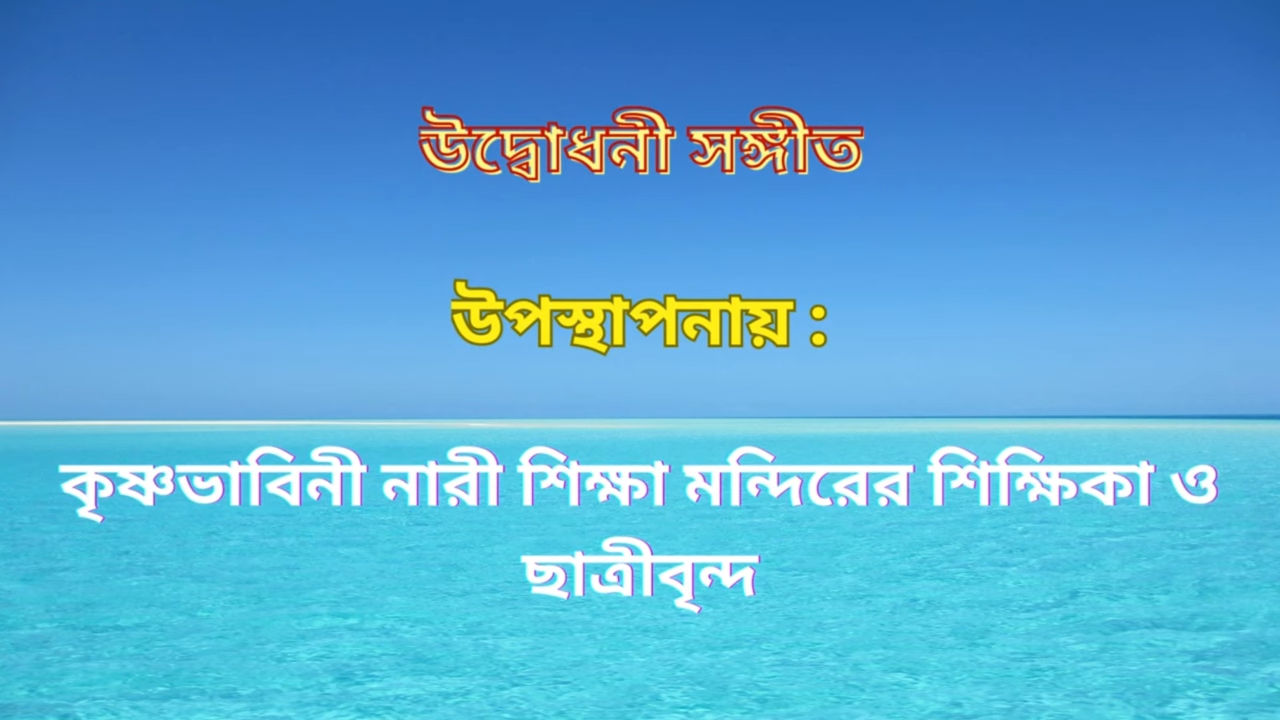 উদ্বোধনী সঙ্গীত
উপস্থাপনায় :
কৃষ্ণভাবিনী নারী শিক্ষা মন্দিরের শিক্ষিকা ও
ছাত্রীবৃন্দ